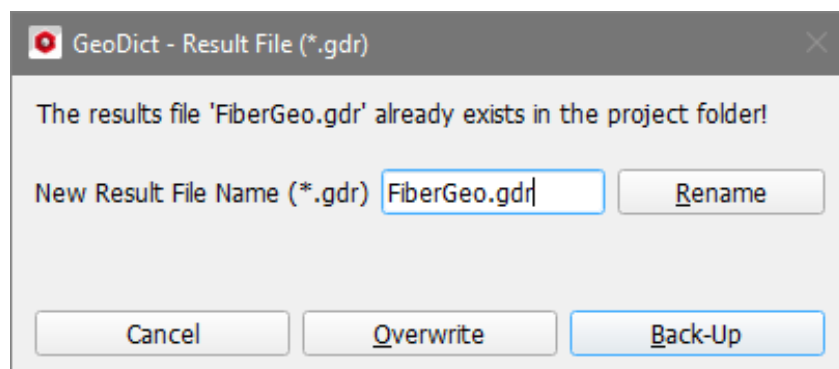 GeoDict - Result File (*.gdr)
The results file 'FiberGeo.gdr' already exists in the project folder!
New Result File Name (*.gdr) FiberGeo.gdr Rename
Cancel Overwrite Back-Up